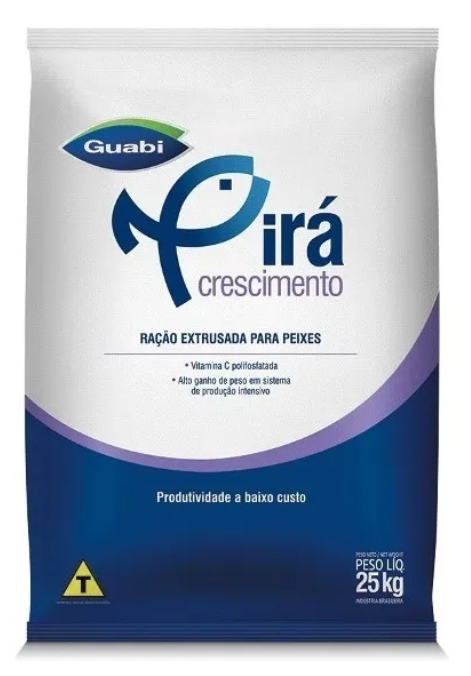 Guabi
Pirá
crescimento
RAÇÃO EXTRUSADA PARA PEIXES
• Vitamina C polifosfatada
• Alto ganho de peso em sistema
de produção intensivo
Produtividade a baixo custo
T
PESO NETO / NET WEIGHT
PESO LÍQ.
25kg
INDÚSTRIA BRASILEIRA